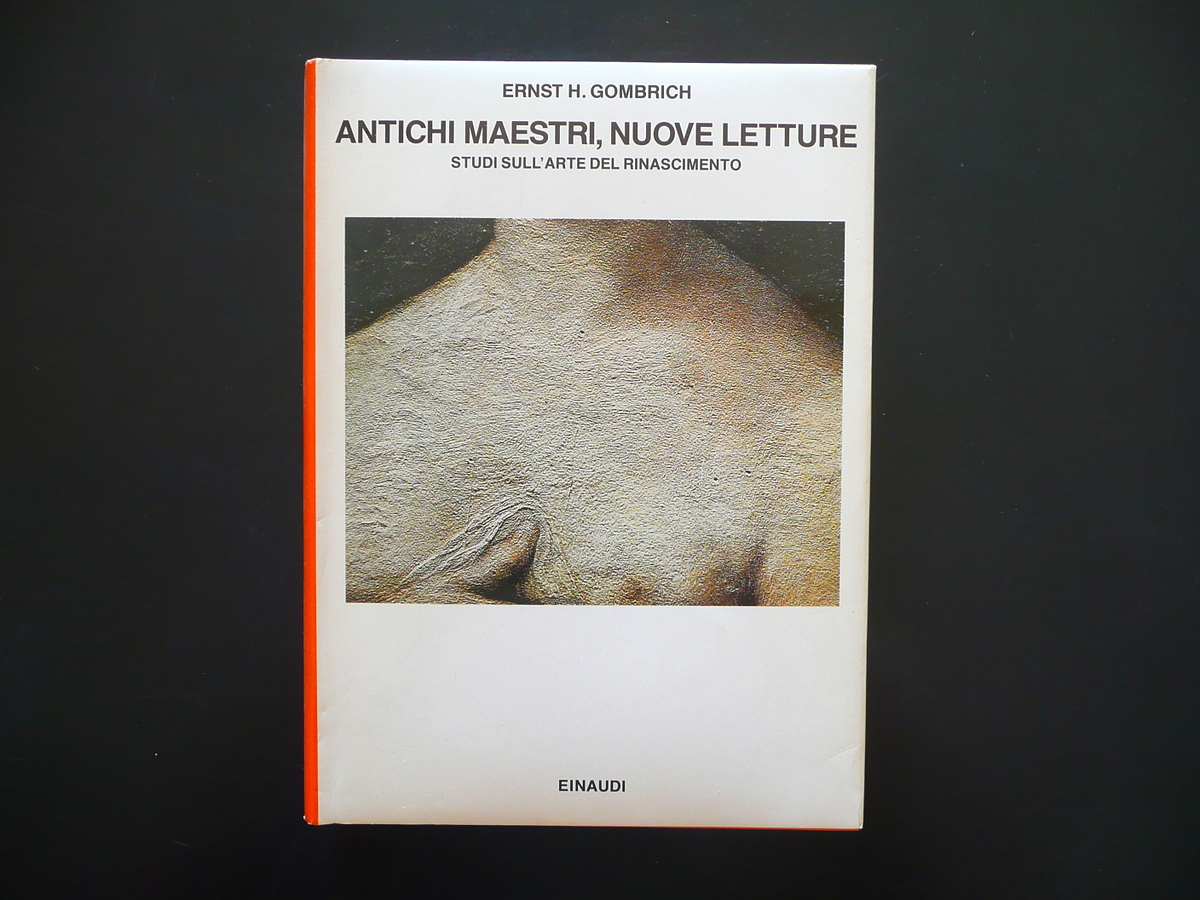 ERNST H. GOMBRICH
ANTICHI MAESTRI, NUOVE LETTURE
STUDI SULL'ARTE DEL RINASCIMENTO
EINAUDI